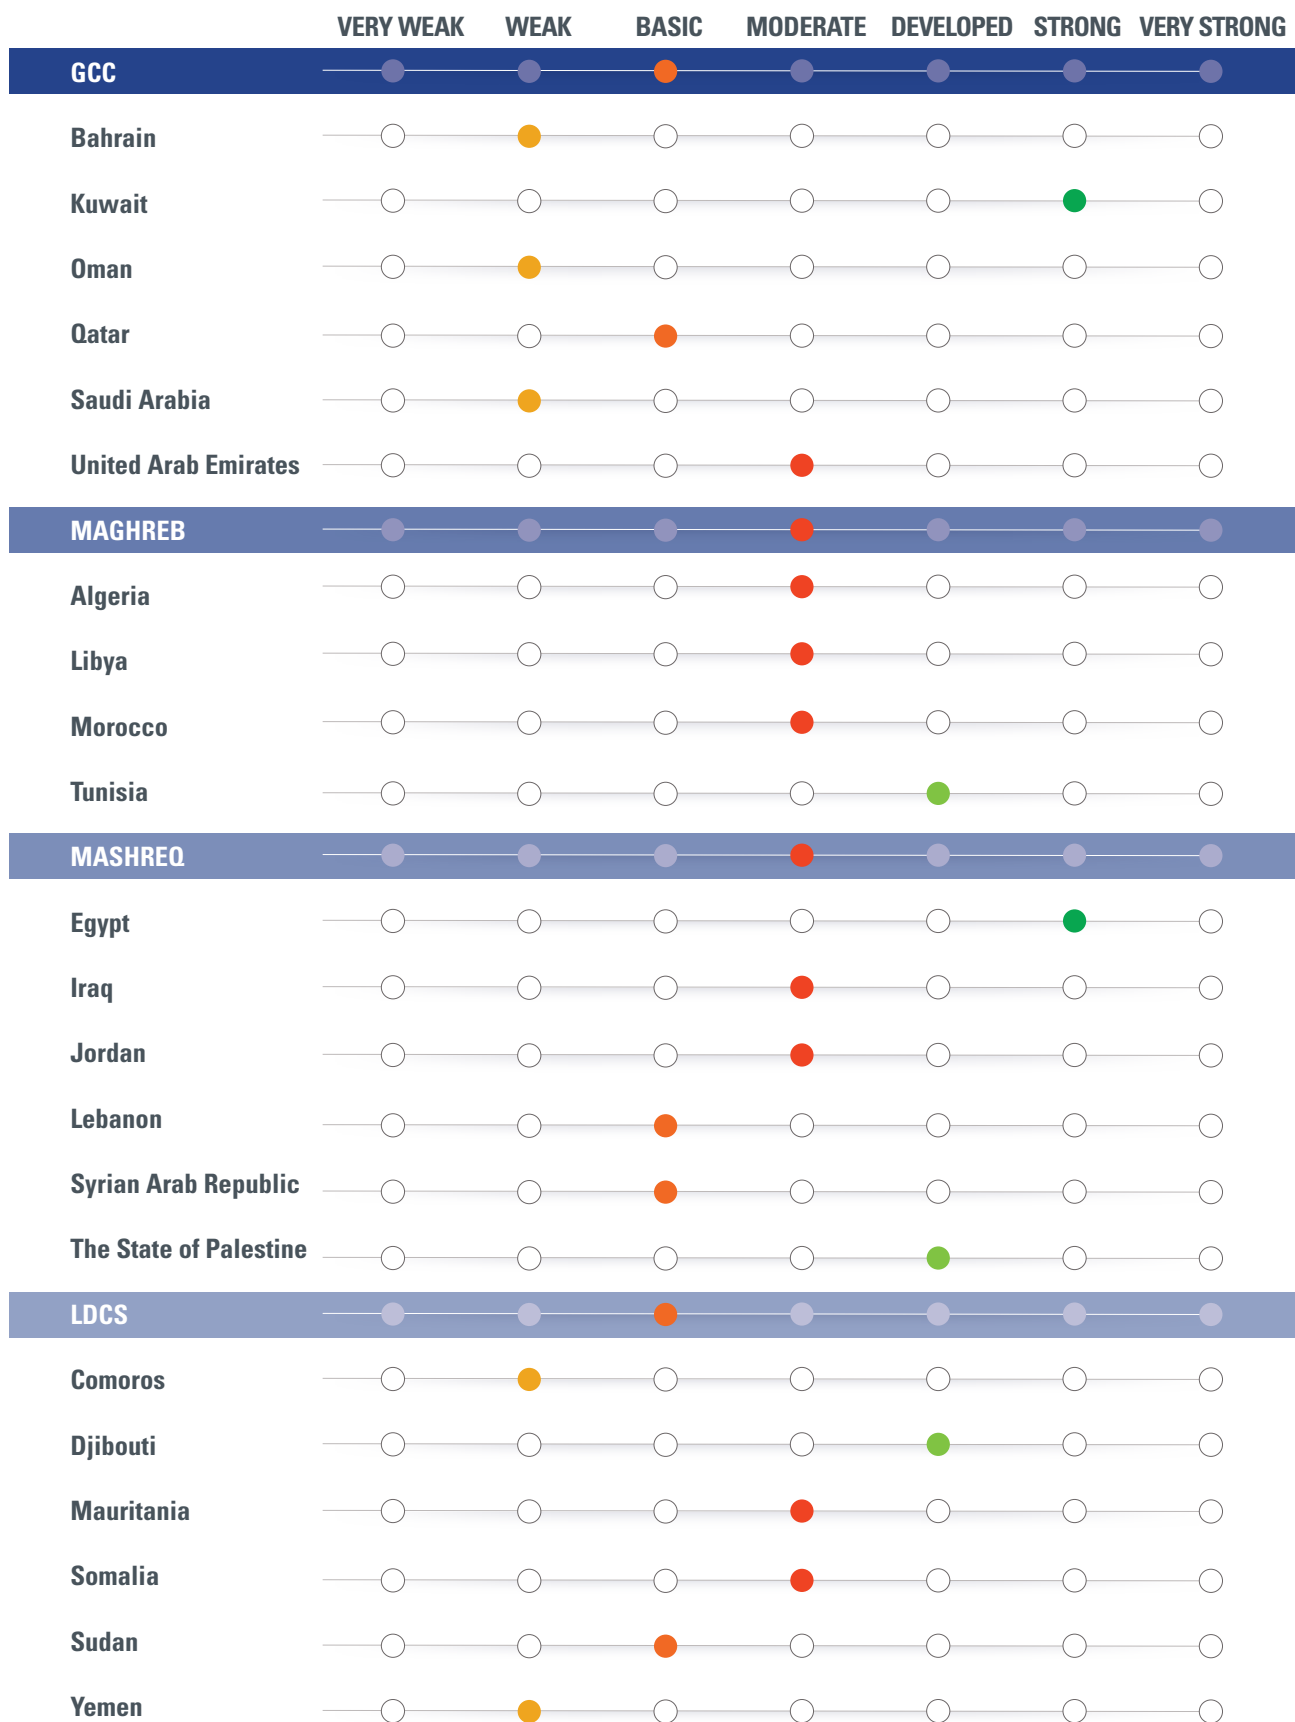 VERY WEAK WEAK BASIC MODERATE DEVELOPED STRONG VERY STRONG
GCC
Bahrain
Kuwait
Oman
Qatar
Saudi Arabia
United Arab Emirates
MAGHREB
Algeria
Libya
Morocco
Tunisia
MASHREQ
Egypt
Iraq
Jordan
Lebanon
Syrian Arab Republic
The State of Palestine
LDCS
Comoros
Djibouti
Mauritania
Somalia
Sudan
Yemen